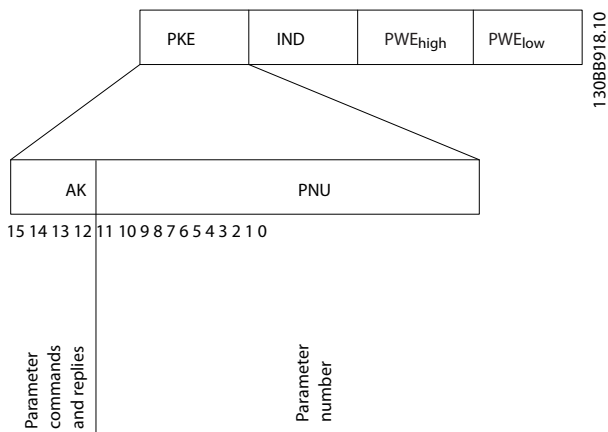 PKE IND PWEhigh PWElow
130BB918.10
AK PNU
15 14 13 12 11 10 9 8 7 6 5 4 3 2 1 0
Parameter
commands
and replies
Parameter
number